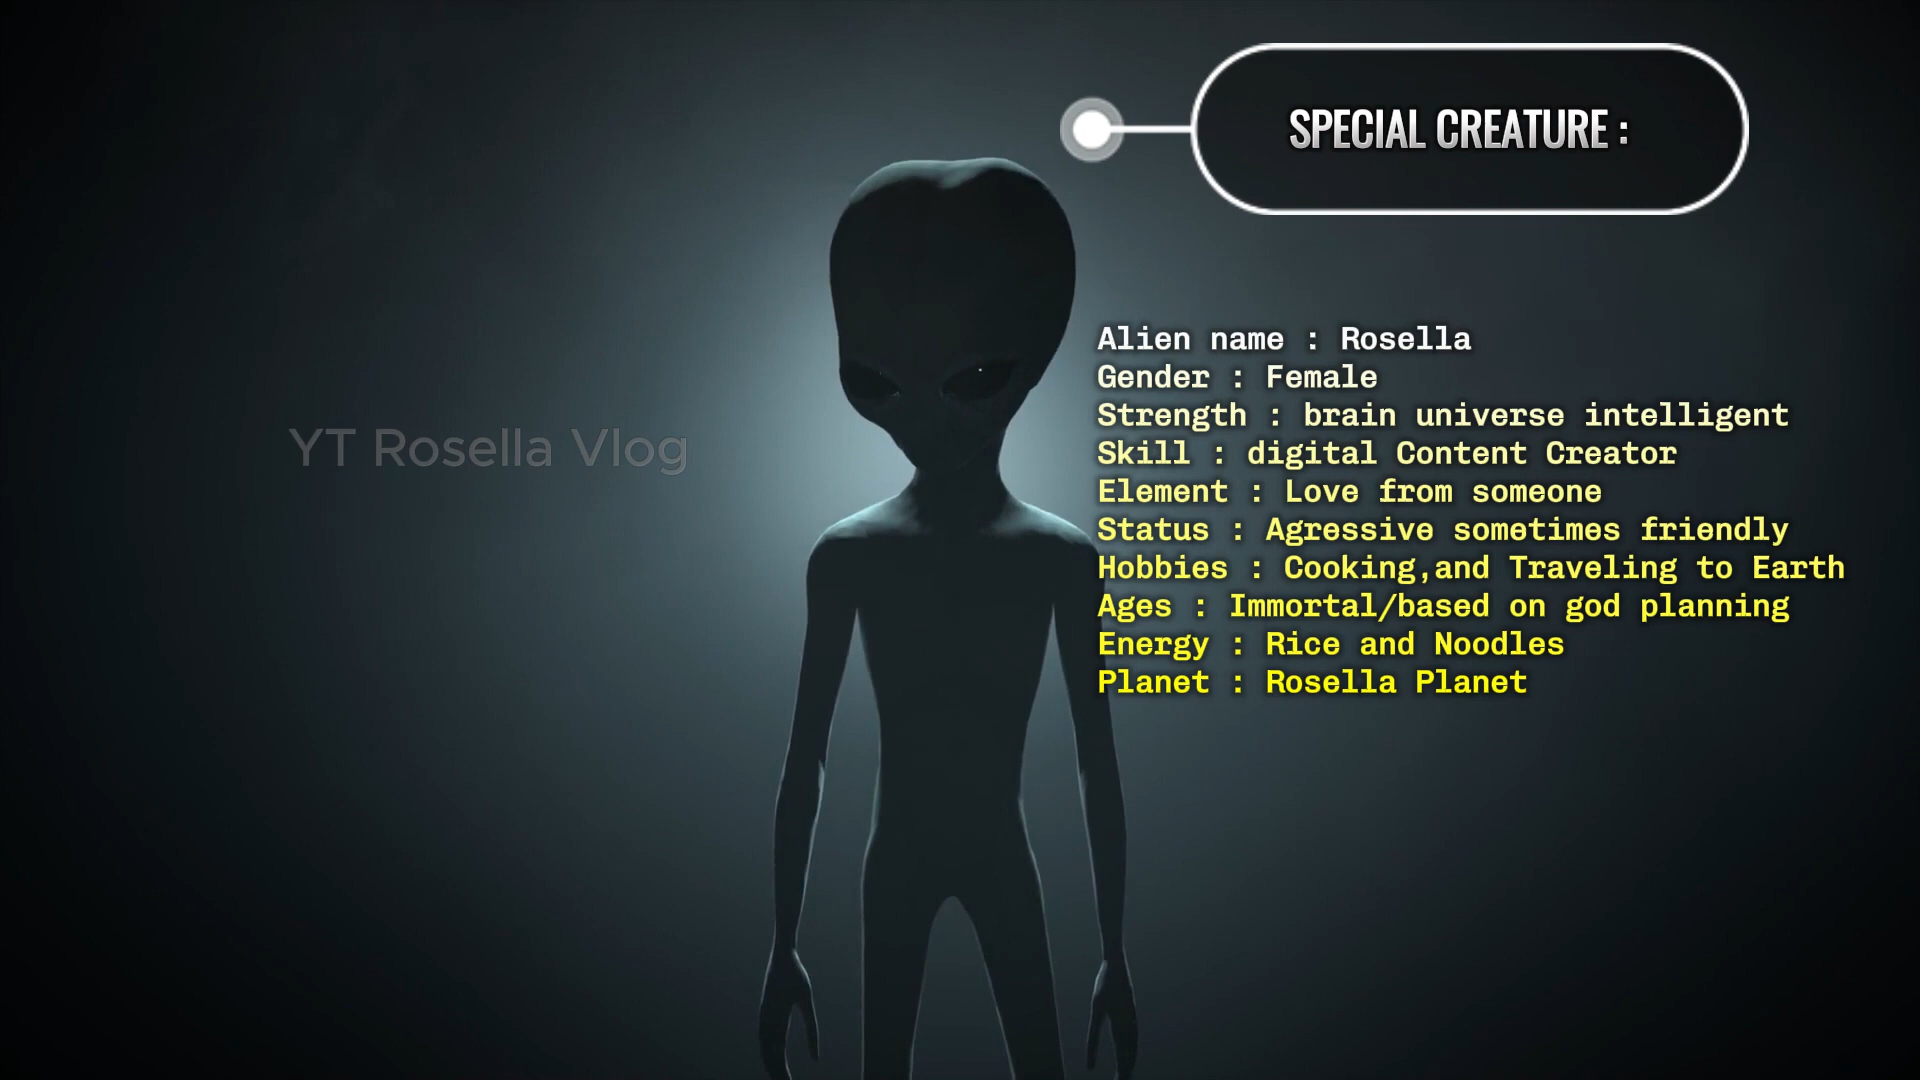 SPECIAL CREATURE :
YT Rosella Vlog
Alien name : Rosella
Gender : Female
Strength : brain universe intelligent
Skill : digital Content Creator
Element : Love from someone
Status : Agressive sometimes friendly
Hobbies : Cooking,and Traveling to Earth
Ages : Immortal/based on god planning
Energy : Rice and Noodles
Planet : Rosella Planet